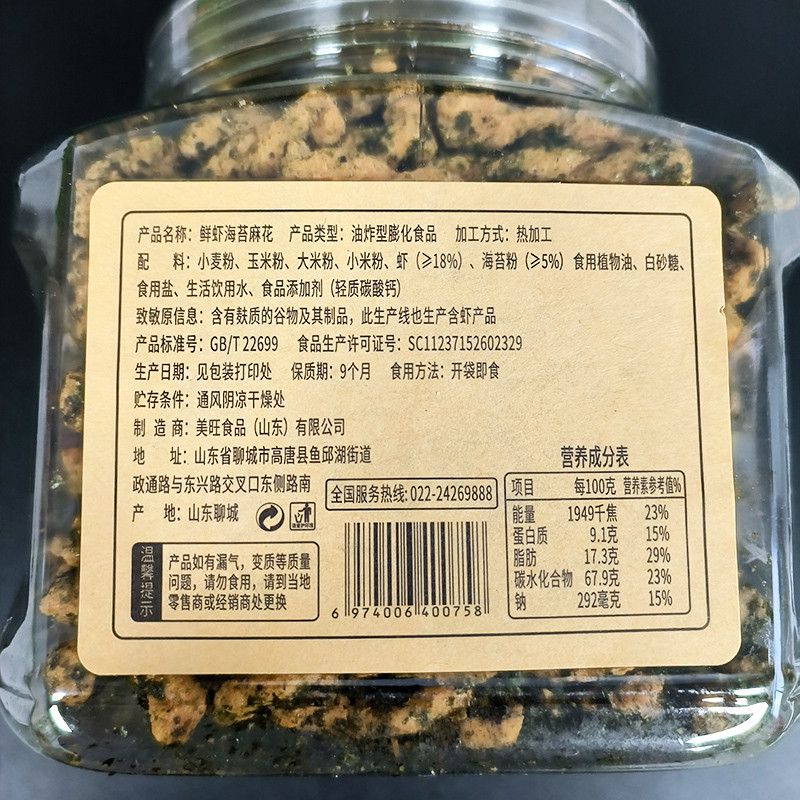 产品名称：鲜虾海苔麻花 产品类型：油炸型膨化食品 加工方式：热加工
配 料：小麦粉、玉米粉、大米粉、小米粉、虾（≥18%）、海苔粉（≥5%）食用植物油、白砂糖、
食用盐、生活饮用水、食品添加剂（轻质碳酸钙）
致敏原信息：含有麸质的谷物及其制品，此生产线也生产含虾产品
产品标准号：GB/T 22699 食品生产许可证号：SC11237152602329
生产日期：见包装打印处 保质期：9个月 食用方法：开袋即食
贮存条件：通风阴凉干燥处
制 造 商：美旺食品（山东）有限公司
地 址：山东省聊城市高唐县鱼邱湖街道
政通路与东兴路交叉口东侧路南
产 地：山东聊城
全国服务热线：022-24269888
温馨提示
产品如有漏气，变质等质量
问题，请勿食用，请到当地
零售商或经销商处更换
6 974006 400758
营养成分表
项目 每100克 营养素参考值%
能量 1949千焦 23%
蛋白质 9.1克 15%
脂肪 17.3克 29%
碳水化合物 67.9克 23%
钠 292毫克 15%